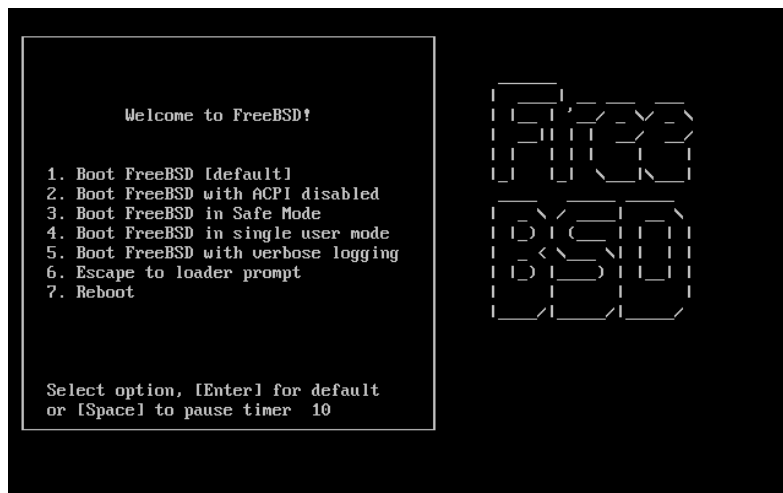 Welcome to FreeBSD!
1. Boot FreeBSD [default]
2. Boot FreeBSD with ACPI disabled
3. Boot FreeBSD in Safe Mode
4. Boot FreeBSD in single user mode
5. Boot FreeBSD with verbose logging
6. Escape to loader prompt
7. Reboot
Select option, [Enter] for default
or [Space] to pause timer  10
Free
BSD